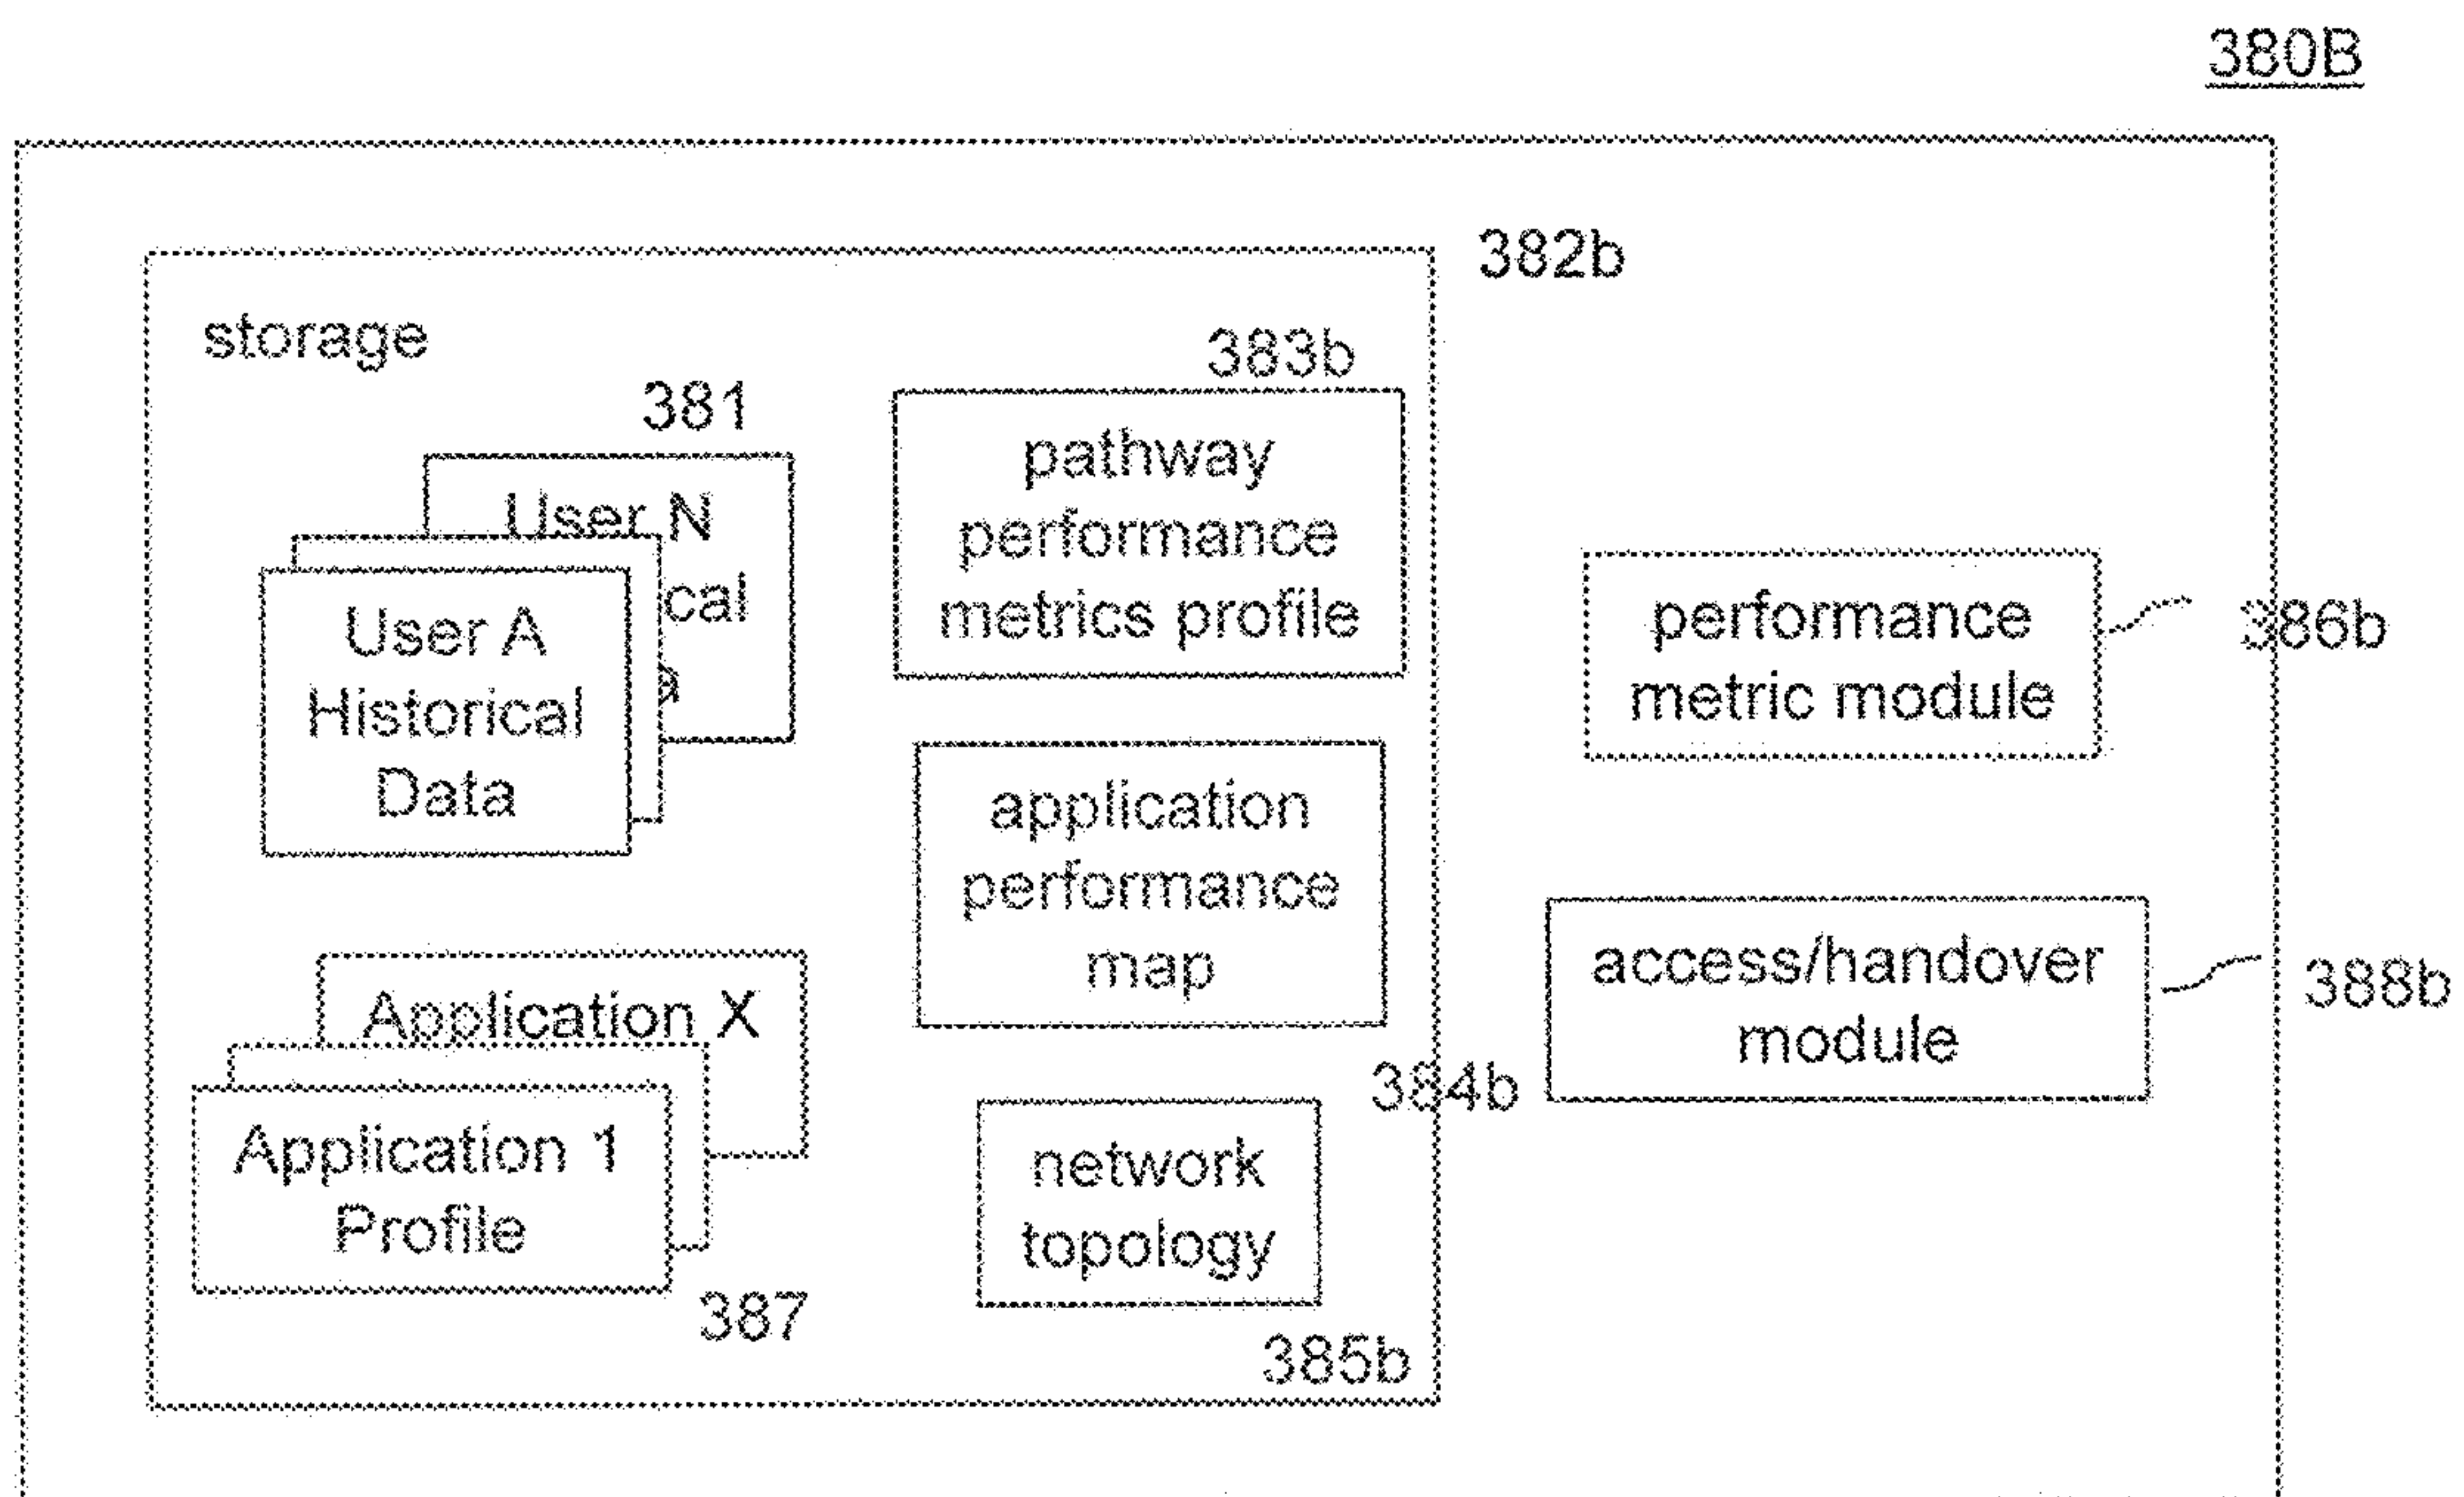 380B
382b
storage
383b
381
pathway
performance
metrics profile
User N
cal
User A
Historical
Data
performance
metric module
386b
application
performance
map
access/handover
module
388b
Application X
384b
Application 1
Profile
network
topology
387
385b